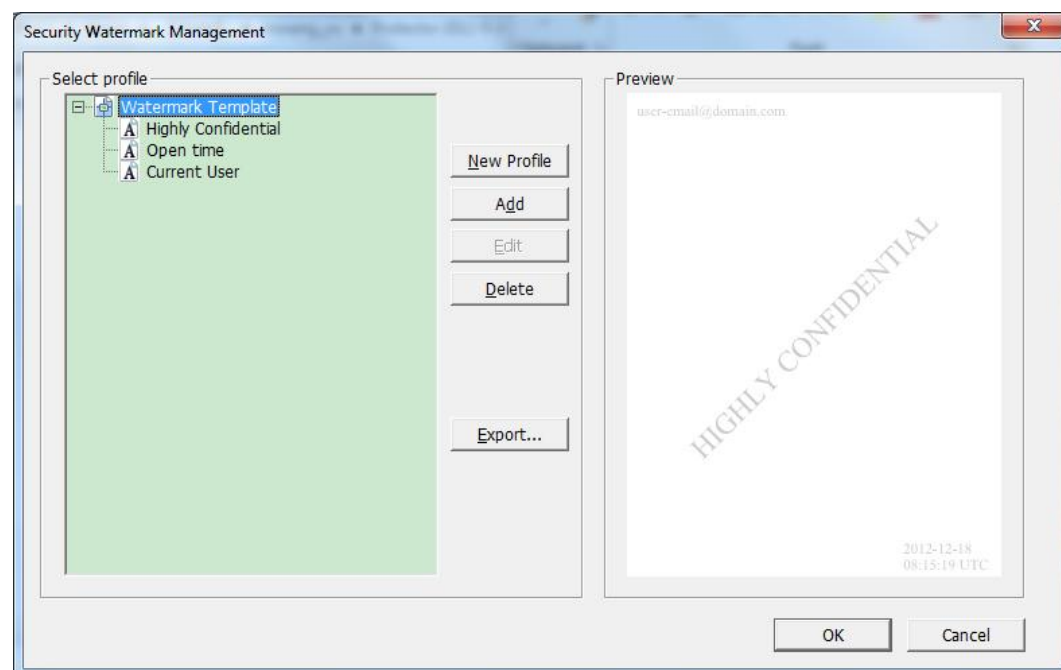 Security Watermark Management
Select profile
Watermark Template
Highly Confidential
Open time
Current User
New Profile
Add
Edit
Delete
Export...
Preview
user-email@domain.com
HIGHLY CONFIDENTIAL
2012-12-18
08:15:19 UTC
OK
Cancel